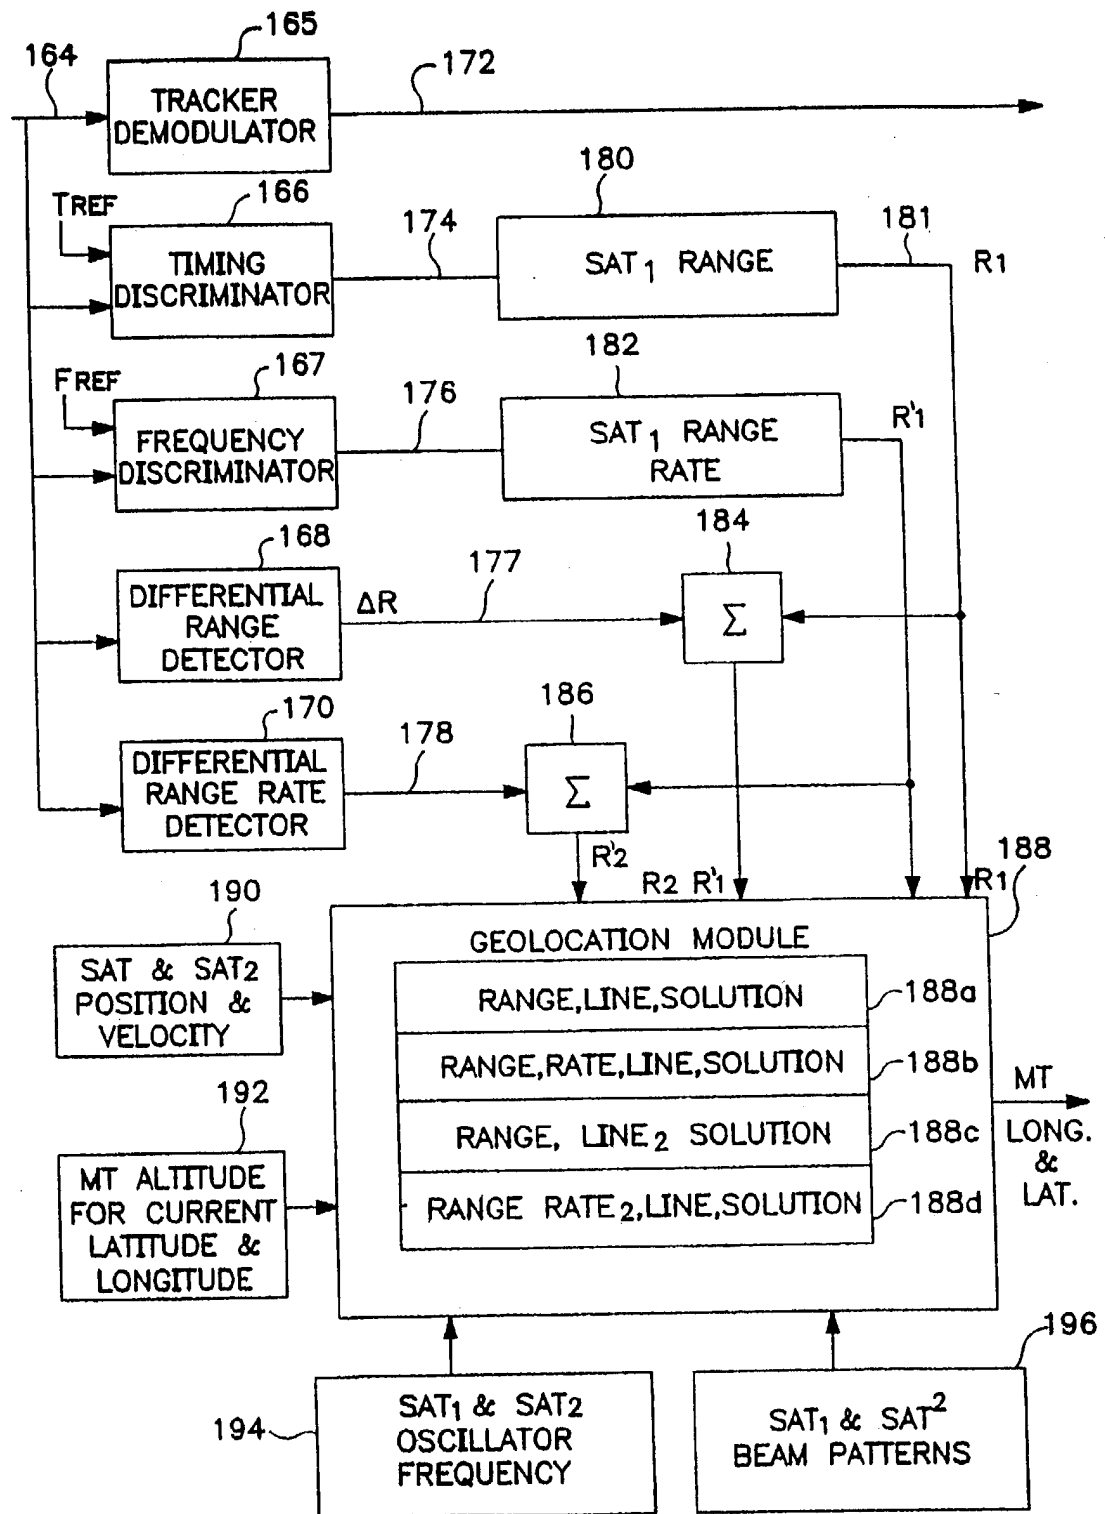 165
164
172
TRACKER
DEMODULATOR
TREF
166
174
180
181
R1
TIMING
DISCRIMINATOR
SAT1 RANGE
FREF
167
176
182
R'1
FREQUENCY
DISCRIMINATOR
SAT1 RANGE
RATE
168
177
184
DIFFERENTIAL
RANGE
DETECTOR
ΔR
Σ
170
178
186
DIFFERENTIAL
RANGE RATE
DETECTOR
Σ
R'2
R2 R'1
R1
188
190
SAT & SAT2
POSITION &
VELOCITY
GEOLOCATION MODULE
RANGE,LINE,SOLUTION
188a
RANGE,RATE,LINE,SOLUTION
188b
RANGE, LINE2 SOLUTION
188c
RANGE RATE2,LINE,SOLUTION
188d
MT
LONG.
&
LAT.
192
MT ALTITUDE
FOR CURRENT
LATITUDE &
LONGITUDE
194
SAT1 & SAT2
OSCILLATOR
FREQUENCY
196
SAT1 & SAT²
BEAM PATTERNS